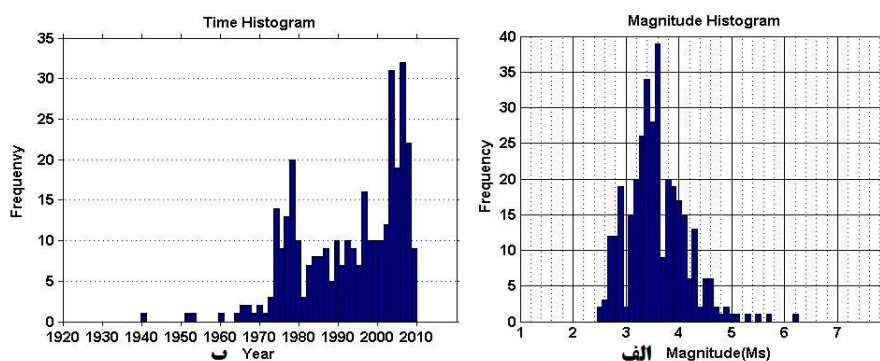 Time Histogram
35
30
25
20
15
10
5
0
Frequenvy
1920 1930 1940 1950 1960 1970 1980 1990 2000 2010
ب Year
Magnitude Histogram
40
35
30
25
20
15
10
5
0
Frequency
1 2 3 4 5 6 7
الف Magnitude(Ms)